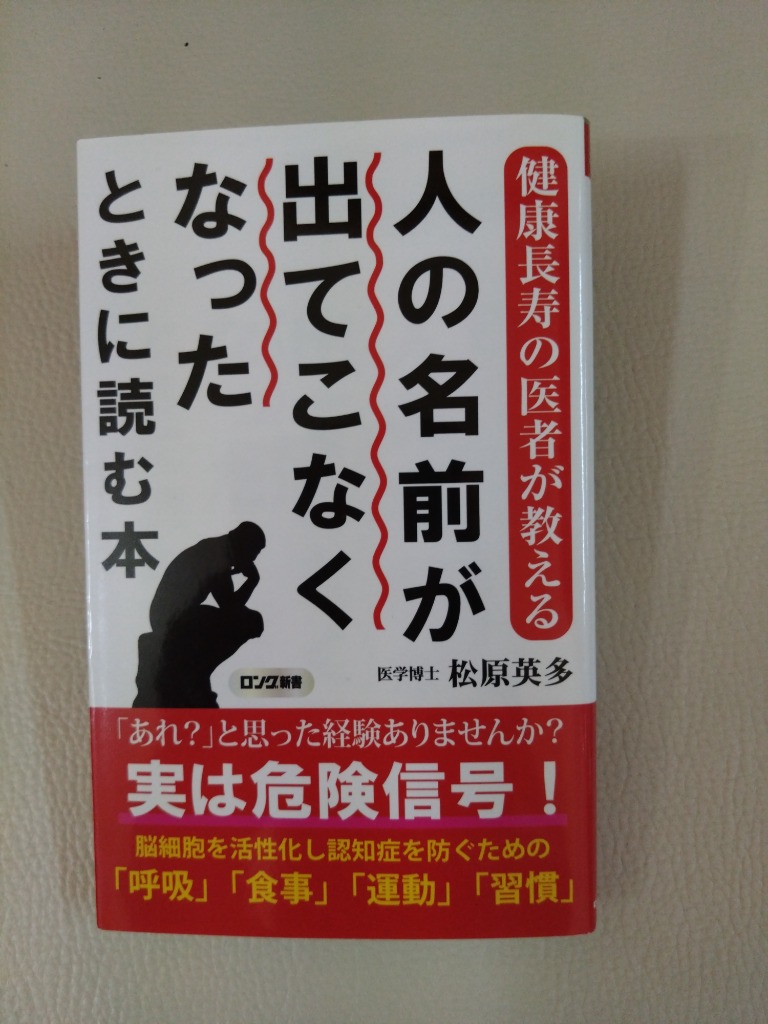 健康長寿の医者が教える
人の名前が
出てこなく
なった
ときに読む本
医学博士 松原英多
ロング新書
「あれ?」と思った経験ありませんか?
実は危険信号!
脳細胞を活性化し認知症を防ぐための
「呼吸」「食事」「運動」「習慣」